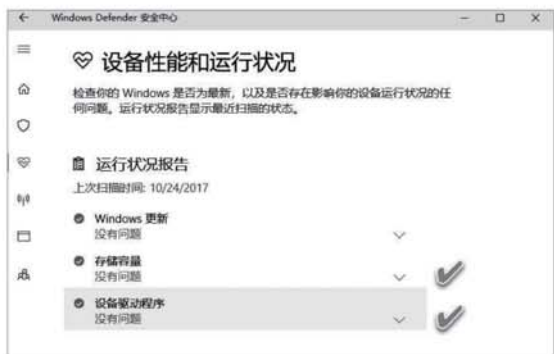 Windows Defender 安全中心
设备性能和运行状况
检查你的 Windows 是否为最新，以及是否存在影响你的设备运行状况的任
何问题。运行状况报告显示最近扫描的状态。
运行状况报告
上次扫描时间: 10/24/2017
Windows 更新
没有问题
存储容量
没有问题
设备驱动程序
没有问题